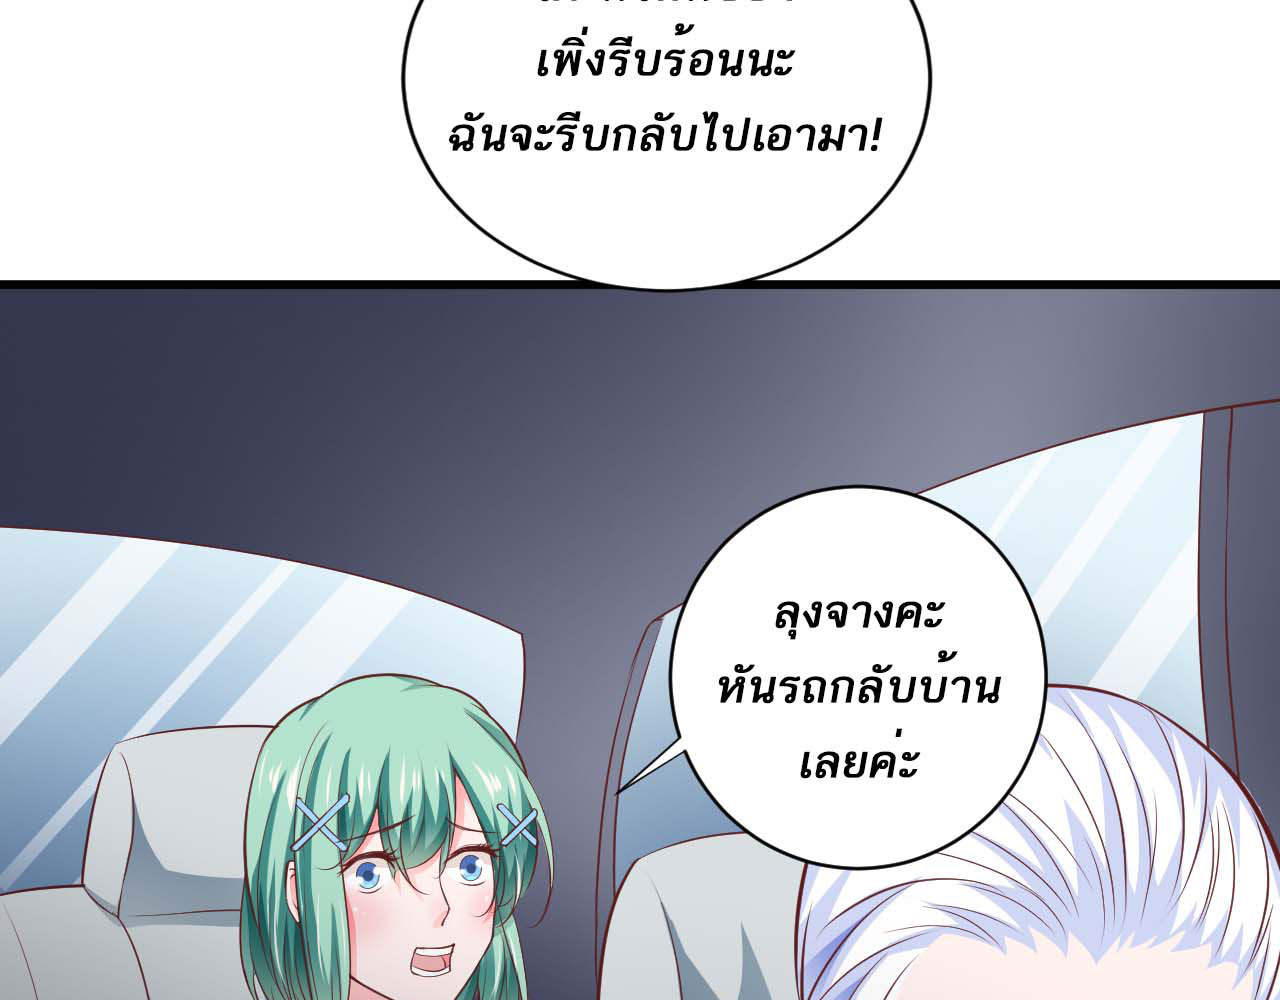 เพิ่งรีบร้อนนะ
ฉันจะรีบกลับไปเอามา!
ลุงจางคะ
หันรถกลับบ้าน
เลยค่ะ